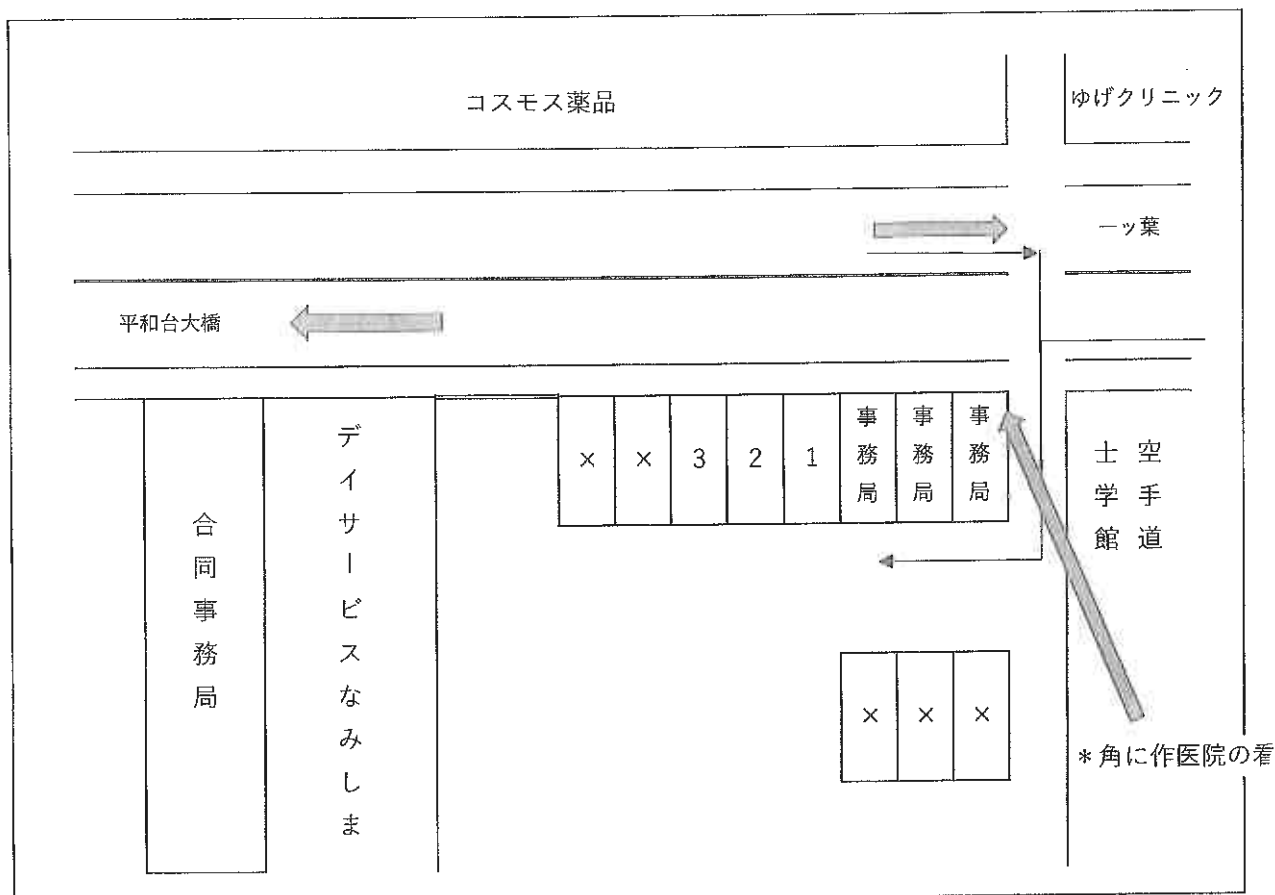 コスモス薬品
ゆげクリニック
一ッ葉
平和台大橋
合同事務局
デイサービスなみしま
×
×
3
2
1
事務局
事務局
事務局
空手道
士学館
×
×
×
*角に作医院の看